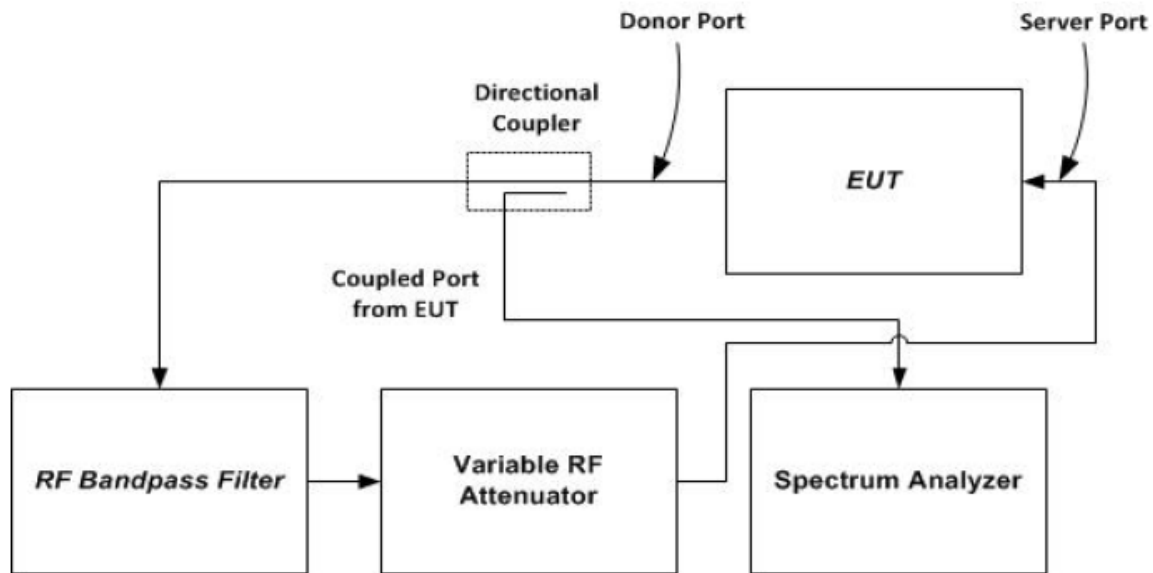 Donor Port
Server Port
Directional
Coupler
EUT
Coupled Port
from EUT
RF Bandpass Filter
Variable RF
Attenuator
Spectrum Analyzer